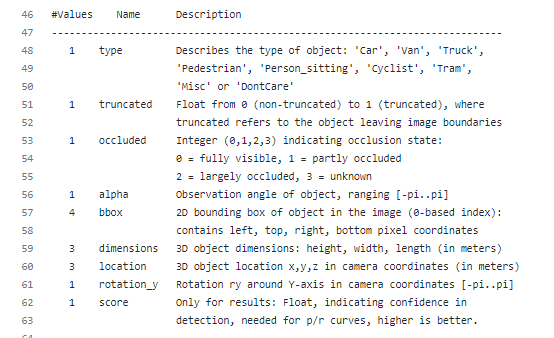 46 #Values    Name      Description
47 ----------------------------------------------------------------------------
48    1    type         Describes the type of object: 'Car', 'Van', 'Truck',
49                      'Pedestrian', 'Person_sitting', 'Cyclist', 'Tram',
50                      'Misc' or 'DontCare'
51    1    truncated    Float from 0 (non-truncated) to 1 (truncated), where
52                      truncated refers to the object leaving image boundaries
53    1    occluded     Integer (0,1,2,3) indicating occlusion state:
54                      0 = fully visible, 1 = partly occluded
55                      2 = largely occluded, 3 = unknown
56    1    alpha        Observation angle of object, ranging [-pi..pi]
57    4    bbox         2D bounding box of object in the image (0-based index):
58                      contains left, top, right, bottom pixel coordinates
59    3    dimensions   3D object dimensions: height, width, length (in meters)
60    3    location     3D object location x,y,z in camera coordinates (in meters)
61    1    rotation_y   Rotation ry around Y-axis in camera coordinates [-pi..pi]
62    1    score        Only for results: Float, indicating confidence in
63                      detection, needed for p/r curves, higher is better.